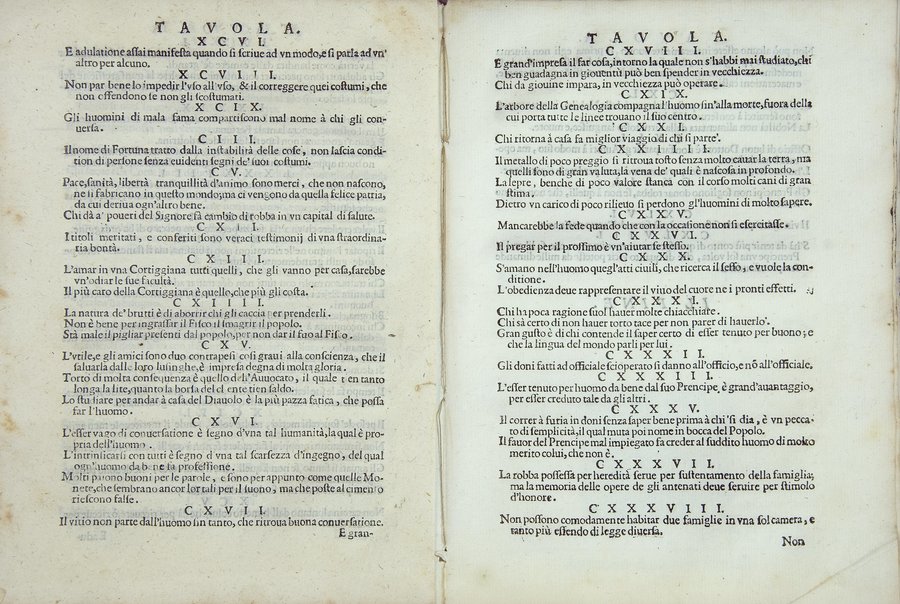 TAVOLA.
XCVI.
E adulatione assai manifesta quando si scriue ad vn modo, e si parla ad vn'
altro per alcuno.
XCVIII.
Non par bene lo impedir l'vso all'vso, & il correggere quei costumi, che
non offendono se non gli scostumati.
XCIX.
Gli huomini di mala fama compartiscono mal nome à chi gli con-
uersa.
CIII.
Il nome di Fortuna tratto dalla instabilità delle cose, non lascia condi-
tion di persone senza euidenti segni de' suoi costumi.
CV.
Pace, sanità, libertà tranquillità d'animo sono merci, che non nascono,
ne si fabricano in questo mondo; ma ci vengono da quella felice patria,
da cui deriua ogn'altro bene.
Chi dà a' poueri del Signore fà cambio di robba in vn capital di salute.
CXII.
I titoli meritati, e conferiti sono veraci testimonij di vna straordina-
ria bontà.
CXIII.
L'amar in vna Cortiggiana tutti quelli, che gli vanno per casa, sarebbe
vn'odiar le sue facultà.
Il più caro della Cortiggiana è quello, che più gli costa.
CXIIII.
La natura de' brutti è di aborrir chi gli caccia per prenderli.
Non è bene per ingrassar il Fisco il smagrir il popolo.
Stà male il pigliar presenti dal popolo, per non dar il suo al Fisco.
CXV.
L'vtile, e gli amici sono duo contrapesi così graui alla conscienza, che il
saluarla dalle loro lusinghe, è impresa degna di molta gloria.
Torto di molta consequenza è quello dell'Auuocato, il quale tien tanto
longa la lite, quanto la borsa del cliente tien saldo.
Lo studiare per andar à casa del Diauolo è la più pazza fatica, che possa
far l'huomo.
CXVI.
L'esser vago di conuersatione è segno d'vna tal humanità, la qual è pro-
pria dell'huomo.
L'intrinsicarsi con tutti è segno di vna tal scarsezza d'ingegno, del qual
ogn'huomo da bene fa professione.
Molti paiono buoni per le parole, e sono per appunto come quelle Mo-
nete, che sembrano ancor lor tali per il suono, ma che poste al cimento
riescono false.
CXVII.
Il vitio non parte dall'huomo sin tanto, che ritroua buona conuersatione.
E gran-
TAVOLA.
CXVIII.
E grand'impresa il far cosa, intorno la quale non s'habbi mai studiato, chi
ben guadagna in giouentù può ben spender in vecchiezza.
Chi da giouine impara, in vecchiezza può operare.
CXIX.
L'arbore della Genealogia compagna l'huomo sin'alla morte, fuora della
cui porta tutte le linee trouano il suo centro.
CXXI.
Chi ritorna à casa fa miglior viaggio di chi si parte.
CXXIIII.
Il metallo di poco preggio si ritroua tosto senza molto cauar la terra, ma
quelli sono di gran valuta, la vena de' quali è nascosa in profondo.
La lepre, benche di poco valore stanca con il corso molti cani di gran
stima.
Dietro vn carico di poco rilieuo si perdono gl'huomini di molto sapere.
CXXV.
Mancarebbe la fede quando che con la occasione non si esercitasse.
CXXVI.
Il pregar per il prossimo è vn'aiutar se stesso.
CXXX.
S'amano nell'huomo quegl'atti ciuili, che ricerca il sesso, e vuole la con-
ditione.
L'obedienza deue rappresentare il viuo del cuore ne i pronti effetti.
CXXXI.
Chi ha poca ragione suol hauer molte chiacchiare.
Chi sà certo di non hauer torto tace per non parer di hauerlo.
Gran gusto è di chi contende il saper certo di esser tenuto per buono; e
che la lingua del mondo parli per lui.
CXXXII.
Gli doni fatti ad officiale scioperato si danno all'officio, e nō all'officiale.
CXXXIII.
L'esser tenuto per huomo da bene dal suo Prencipe, è grand'auantaggio,
per esser creduto tale da gli altri.
CXXXV.
Il correr à furia in doni senza saper bene prima à chi si dia, è vn pecca-
to di semplicità, il qual muta poi nome in bocca del Popolo.
Il fauor del Prencipe mal impiegato fa creder al suddito huomo di molto
merito colui, che non è.
CXXXVII.
La robba possessa per heredità serue per sustentamento della famiglia;
ma la memoria delle opere de gli antenati deue seruire per stimolo
d'honore.
CXXXVIII.
Non possono comodamente habitar due famiglie in vna sol camera, e
tanto più essendo di legge diuersa.
Non